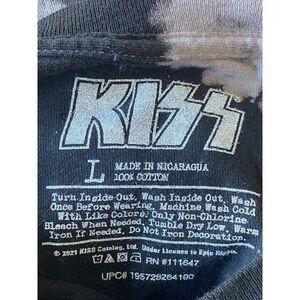 KISS
L
MADE IN NICARAGUA
100% COTTON
Turn Inside Out. Wash Inside Out. Wash
Once Before Wearing. Machine Wash Cold
With Like Colors. Only Non-Chlorine
Bleach When Needed. Tumble Dry Low. Warm
Iron If Needed. Do Not Iron Decoration.
© 2021 KISS Catalog, Ltd. Under License to Epic Rights.
RN #111647
UPC# 195728264190